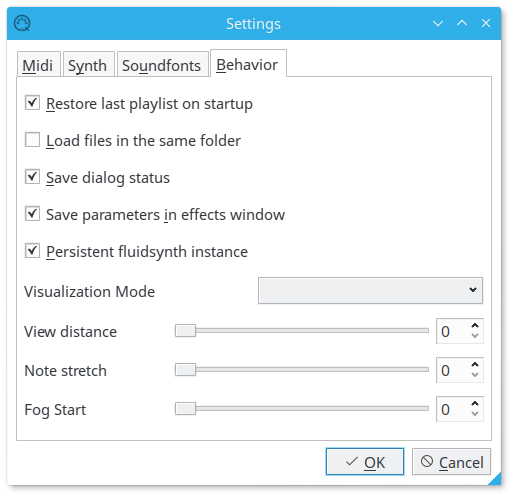 Settings
Midi Synth Soundfonts Behavior
Restore last playlist on startup
Load files in the same folder
Save dialog status
Save parameters in effects window
Persistent fluidsynth instance
Visualization Mode
View distance 0
Note stretch 0
Fog Start 0
OK Cancel